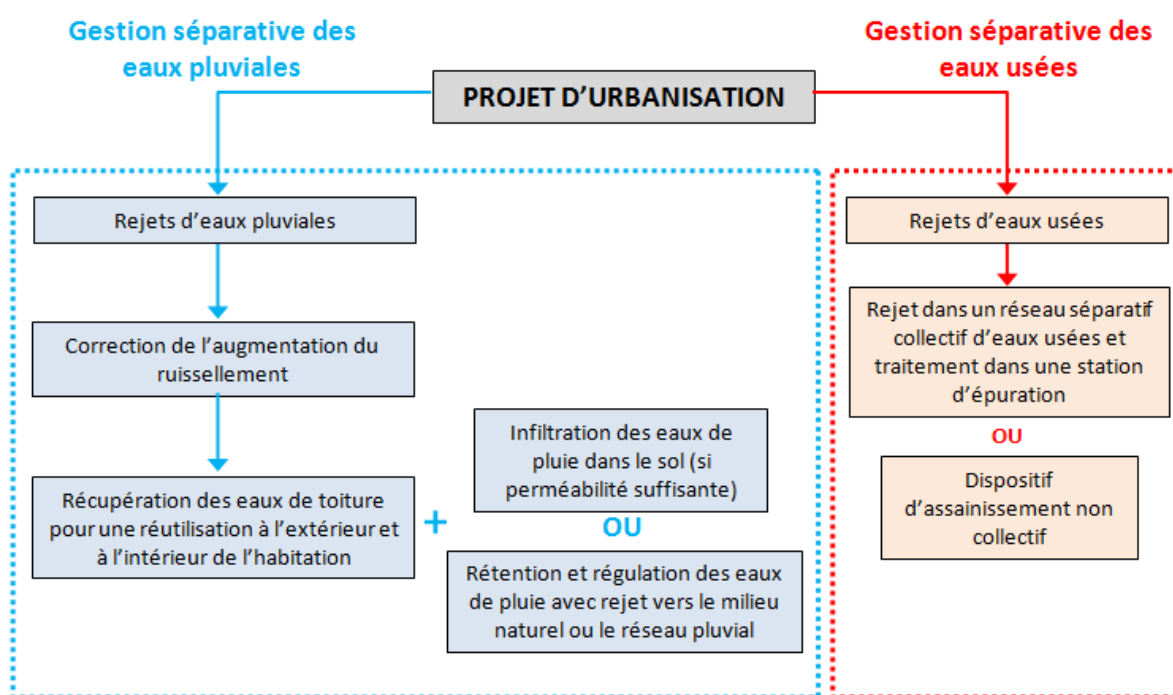 Gestion séparative des
eaux pluviales
PROJET D'URBANISATION
Gestion séparative des
eaux usées
Rejets d'eaux pluviales
Correction de l'augmentation du
ruissellement
Récupération des eaux de toiture
pour une réutilisation à l'extérieur et
à l'intérieur de l'habitation
+
Infiltration des eaux de
pluie dans le sol (si
perméabilité suffisante)
OU
Rétention et régulation des eaux
de pluie avec rejet vers le milieu
naturel ou le réseau pluvial
Rejets d'eaux usées
Rejet dans un réseau séparatif
collectif d'eaux usées et
traitement dans une station
d'épuration
OU
Dispositif
d'assainissement non
collectif